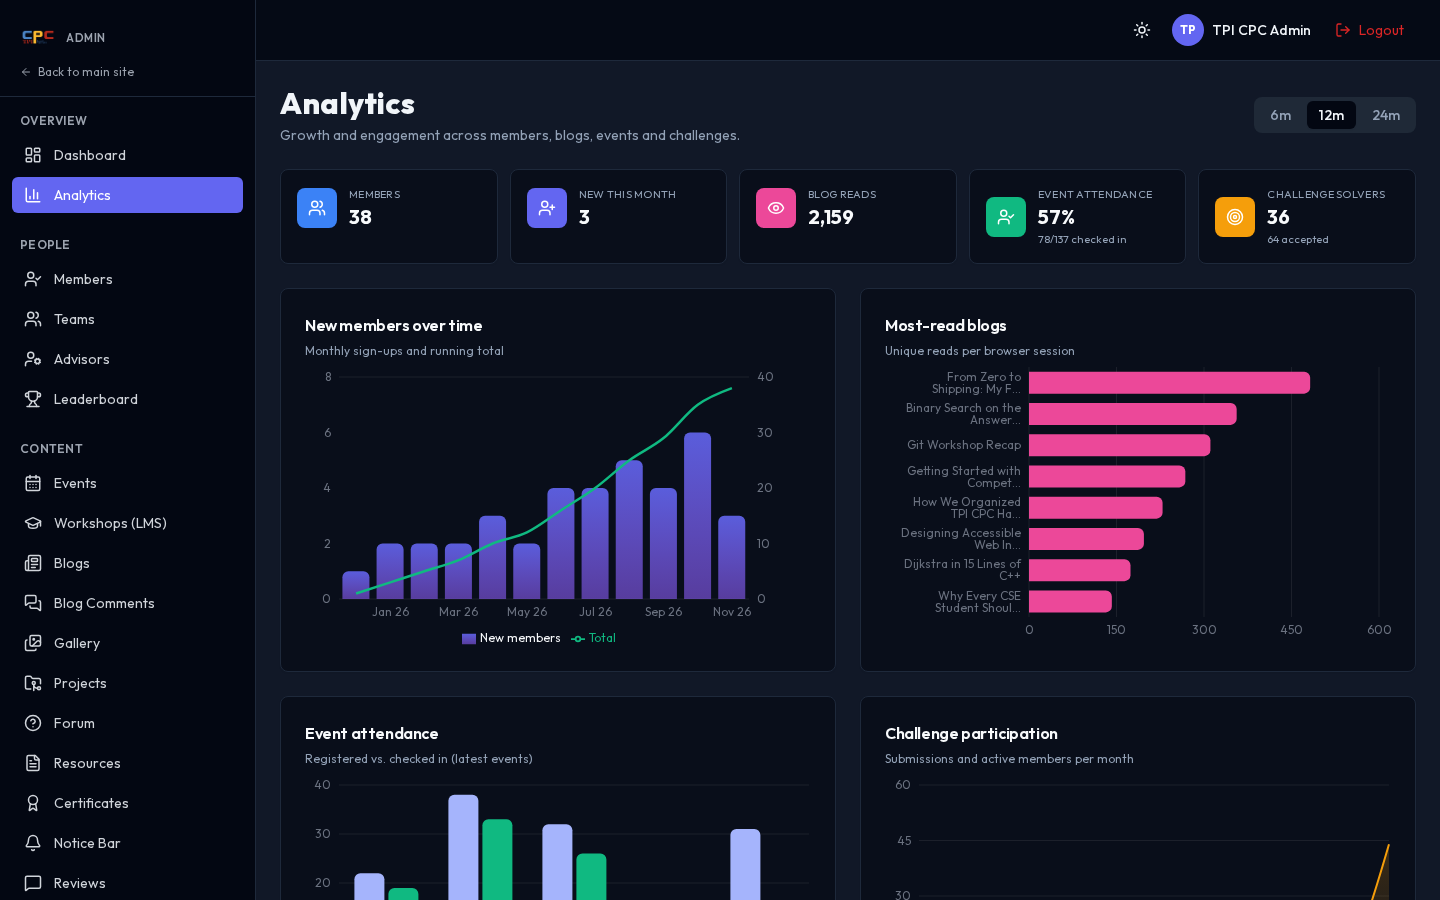 CPC ADMIN
Back to main site
OVERVIEW
Dashboard
Analytics
PEOPLE
Members
Teams
Advisors
Leaderboard
CONTENT
Events
Workshops (LMS)
Blogs
Blog Comments
Gallery
Projects
Forum
Resources
Certificates
Notice Bar
Reviews
TP TPI CPC Admin Logout
Analytics
Growth and engagement across members, blogs, events and challenges.
6m 12m 24m
MEMBERS
38
NEW THIS MONTH
3
BLOG READS
2,159
EVENT ATTENDANCE
57%
78/137 checked in
CHALLENGE SOLVERS
36
64 accepted
New members over time
Monthly sign-ups and running total
8 40
6 30
4 20
2 10
0 0
Jan 26 Mar 26 May 26 Jul 26 Sep 26 Nov 26
New members Total
Most-read blogs
Unique reads per browser session
From Zero to
Shipping: My F...
Binary Search on the
Answer...
Git Workshop Recap
Getting Started with
Compet...
How We Organized
TPI CPC Ha...
Designing Accessible
Web In...
Dijkstra in 15 Lines of
C++
Why Every CSE
Student Shoul...
0 150 300 450 600
Event attendance
Registered vs. checked in (latest events)
40
30
20
Challenge participation
Submissions and active members per month
60
45
30